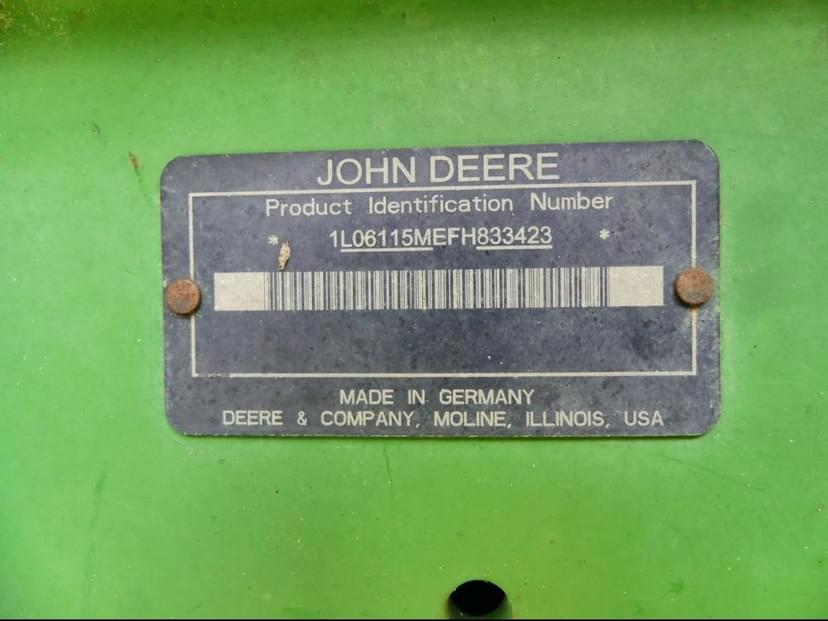 JOHN DEERE
Product Identification Number
* 1L06115MEFH833423 *
MADE IN GERMANY
DEERE & COMPANY, MOLINE, ILLINOIS, USA